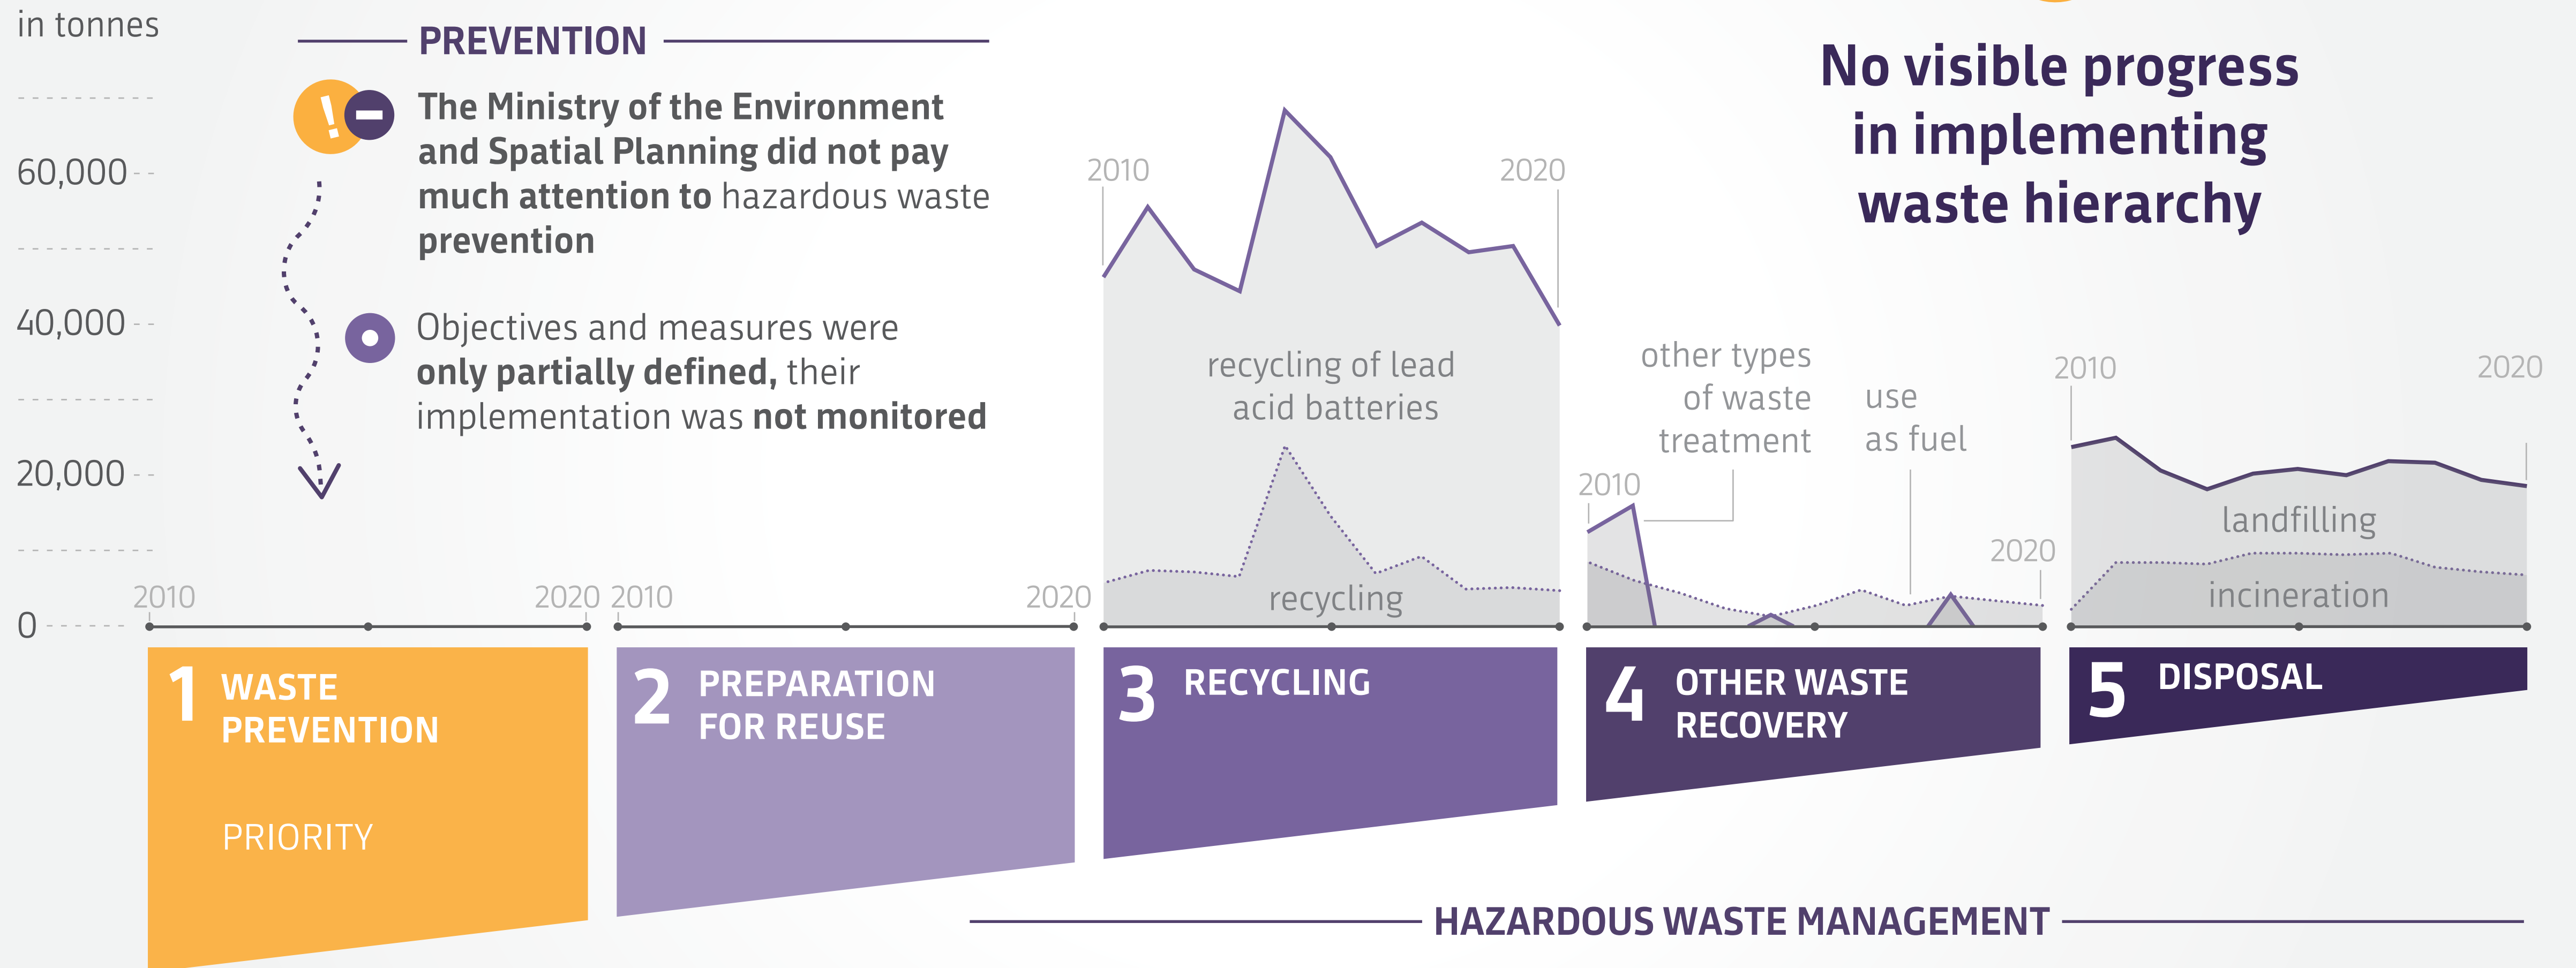 in tonnes
60,000
40,000
20,000
0
PREVENTION
!
The Ministry of the Environment
and Spatial Planning did not pay
much attention to hazardous waste
prevention
Objectives and measures were
only partially defined, their
implementation was not monitored
No visible progress
in implementing
waste hierarchy
2010
2020
2010
2020
2010
2020
recycling of lead
acid batteries
recycling
2010
other types
of waste
treatment
use
as fuel
2020
2010
2020
landfilling
incineration
1 WASTE
PREVENTION
PRIORITY
2 PREPARATION
FOR REUSE
3 RECYCLING
4 OTHER WASTE
RECOVERY
5 DISPOSAL
HAZARDOUS WASTE MANAGEMENT